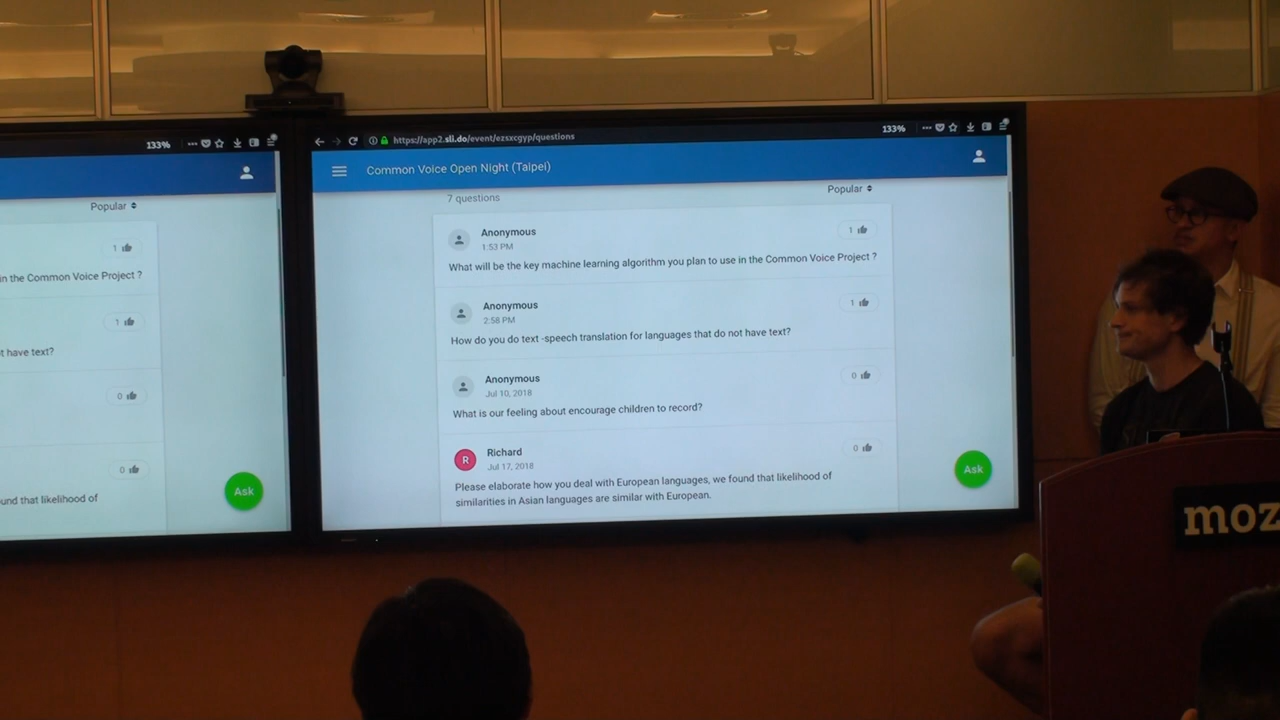 133%
Popular
1
in the Common Voice Project ?
1
t have text?
0
0
und that likelihood of
Ask
https://app2.sli.do/event/ezsxcgyp/questions
133%
Common Voice Open Night (Taipei)
7 questions
Popular
Anonymous
1:53 PM
1
What will be the key machine learning algorithm you plan to use in the Common Voice Project ?
Anonymous
2:56 PM
1
How do you do text -speech translation for languages that do not have text?
Anonymous
Jul 10, 2018
0
What is our feeling about encourage children to record?
R
Richard
Jul 17, 2018
0
Please elaborate how you deal with European languages, we found that likelihood of
similarities in Asian languages are similar with European.
Ask
moz